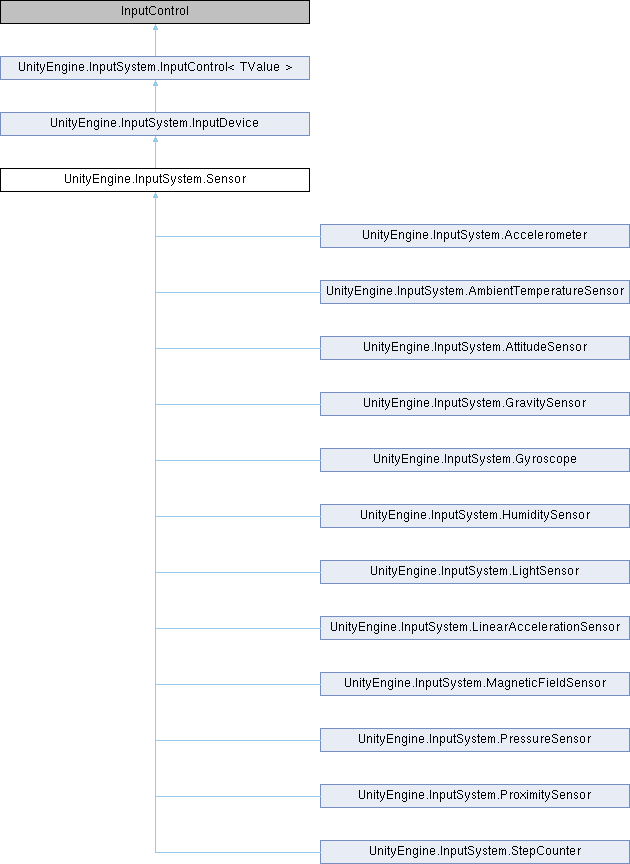 InputControl
UnityEngine.InputSystem.InputControl< TValue >
UnityEngine.InputSystem.InputDevice
UnityEngine.InputSystem.Sensor
UnityEngine.InputSystem.Accelerometer
UnityEngine.InputSystem.AmbientTemperatureSensor
UnityEngine.InputSystem.AttitudeSensor
UnityEngine.InputSystem.GravitySensor
UnityEngine.InputSystem.Gyroscope
UnityEngine.InputSystem.HumiditySensor
UnityEngine.InputSystem.LightSensor
UnityEngine.InputSystem.LinearAccelerationSensor
UnityEngine.InputSystem.MagneticFieldSensor
UnityEngine.InputSystem.PressureSensor
UnityEngine.InputSystem.ProximitySensor
UnityEngine.InputSystem.StepCounter